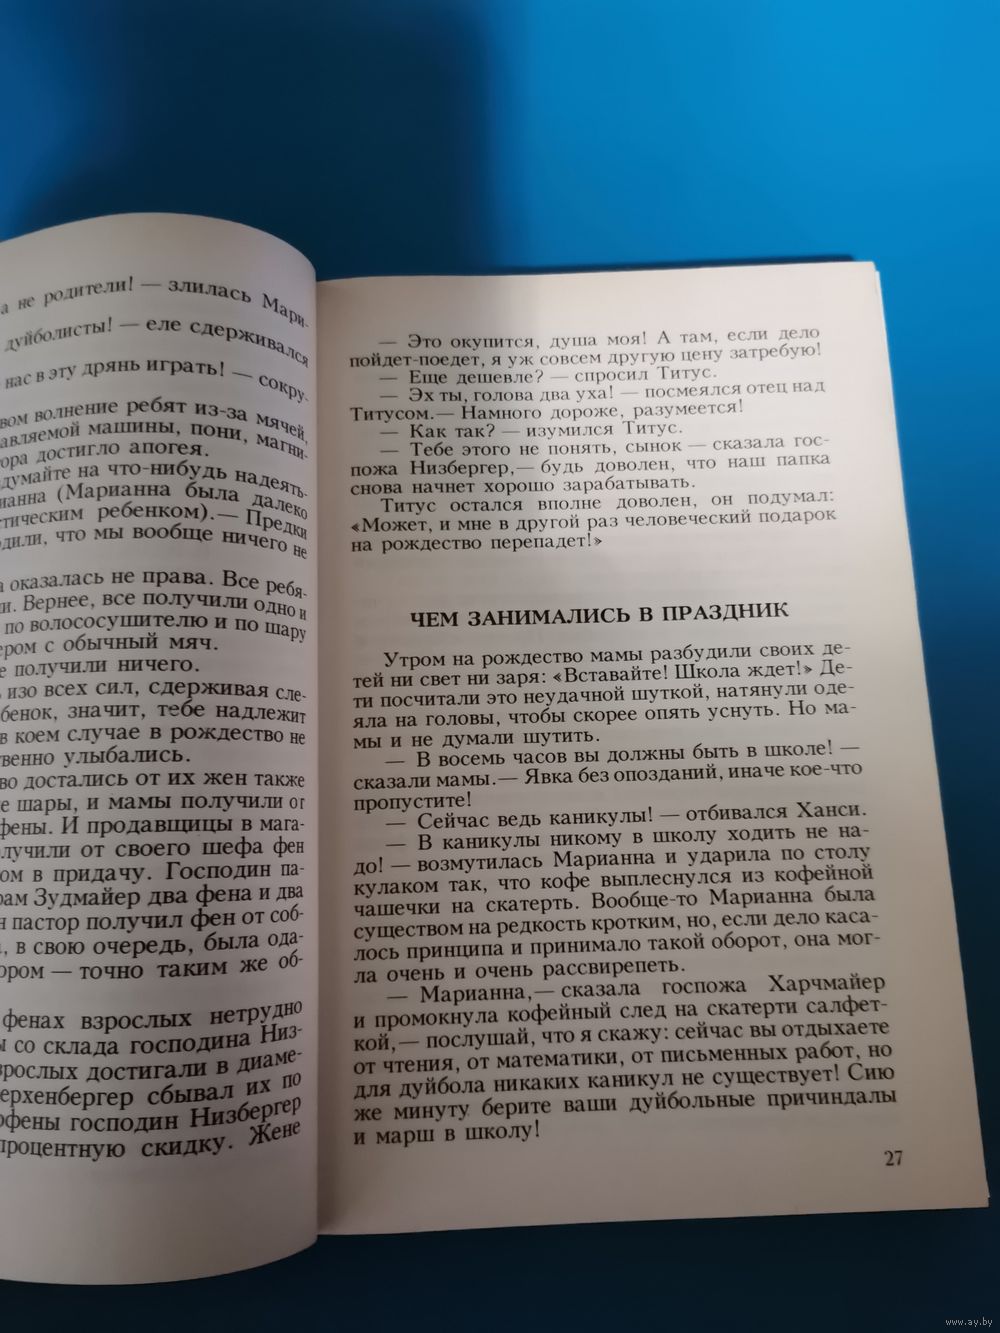 а не родители! — злилась Мари-
дуйболисты! — еле сдерживался
нас в эту дрянь играть! — сокру-
вом волнение ребят из-за мячей,
авляемой машины, пони, магни-
ора достигло апогея.
думайте на что-нибудь надеять-
ианна (Марианна была далеко
тическим ребенком).— Предки
дили, что мы вообще ничего не
а оказалась не права. Все ребя-
и. Вернее, все получили одно и
по волососушителю и по шару
ером с обычный мяч.
е получили ничего.
изо всех сил, сдерживая сле-
бенок, значит, тебе надлежит
в коем случае в рождество не
твенно улыбались.
во достались от их жен также
е шары, и мамы получили от
фены. И продавщицы в мага-
олучили от своего шефа фен
ом в придачу. Господин па-
рам Зудмайер два фена и два
н пастор получил фен от соб-
а, в свою очередь, была ода-
ором — точно таким же об-
фенах взрослых нетрудно
ы со склада господина Низ-
зрослых достигали в диаме-
ерхенбергер сбывал их по
офены господин Низбергер
процентную скидку. Жене
— Это окупится, душа моя! А там, если дело
пойдет-поедет, я уж совсем другую цену затребую!
— Еще дешевле? — спросил Титус.
— Эх ты, голова два уха! — посмеялся отец над
Титусом.— Намного дороже, разумеется!
— Как так? — изумился Титус.
— Тебе этого не понять, сынок — сказала гос-
пожа Низбергер,— будь доволен, что наш папка
снова начнет хорошо зарабатывать.
Титус остался вполне доволен, он подумал:
«Может, и мне в другой раз человеческий подарок
на рождество перепадет!»
ЧЕМ ЗАНИМАЛИСЬ В ПРАЗДНИК
Утром на рождество мамы разбудили своих де-
тей ни свет ни заря: «Вставайте! Школа ждет!» Де-
ти посчитали это неудачной шуткой, натянули оде-
яла на головы, чтобы скорее опять уснуть. Но ма-
мы и не думали шутить.
— В восемь часов вы должны быть в школе! —
сказали мамы.— Явка без опозданий, иначе кое-что
пропустите!
— Сейчас ведь каникулы! — отбивался Ханси.
— В каникулы никому в школу ходить не на-
до! — возмутилась Марианна и ударила по столу
кулаком так, что кофе выплеснулся из кофейной
чашечки на скатерть. Вообще-то Марианна была
существом на редкость кротким, но, если дело каса-
лось принципа и принимало такой оборот, она мог-
ла очень и очень рассвирепеть.
— Марианна,— сказала госпожа Харчмайер
и промокнула кофейный след на скатерти салфет-
кой,— послушай, что я скажу: сейчас вы отдыхаете
от чтения, от математики, от письменных работ, но
для дуйбола никаких каникул не существует! Сию
же минуту берите ваши дуйбольные причиндалы
и марш в школу!
27
www.ay.by